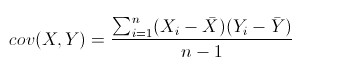 cov(X, Y) = \frac{\sum_{i=1}^{n}(X_i - \bar{X})(Y_i - \bar{Y})}{n - 1}